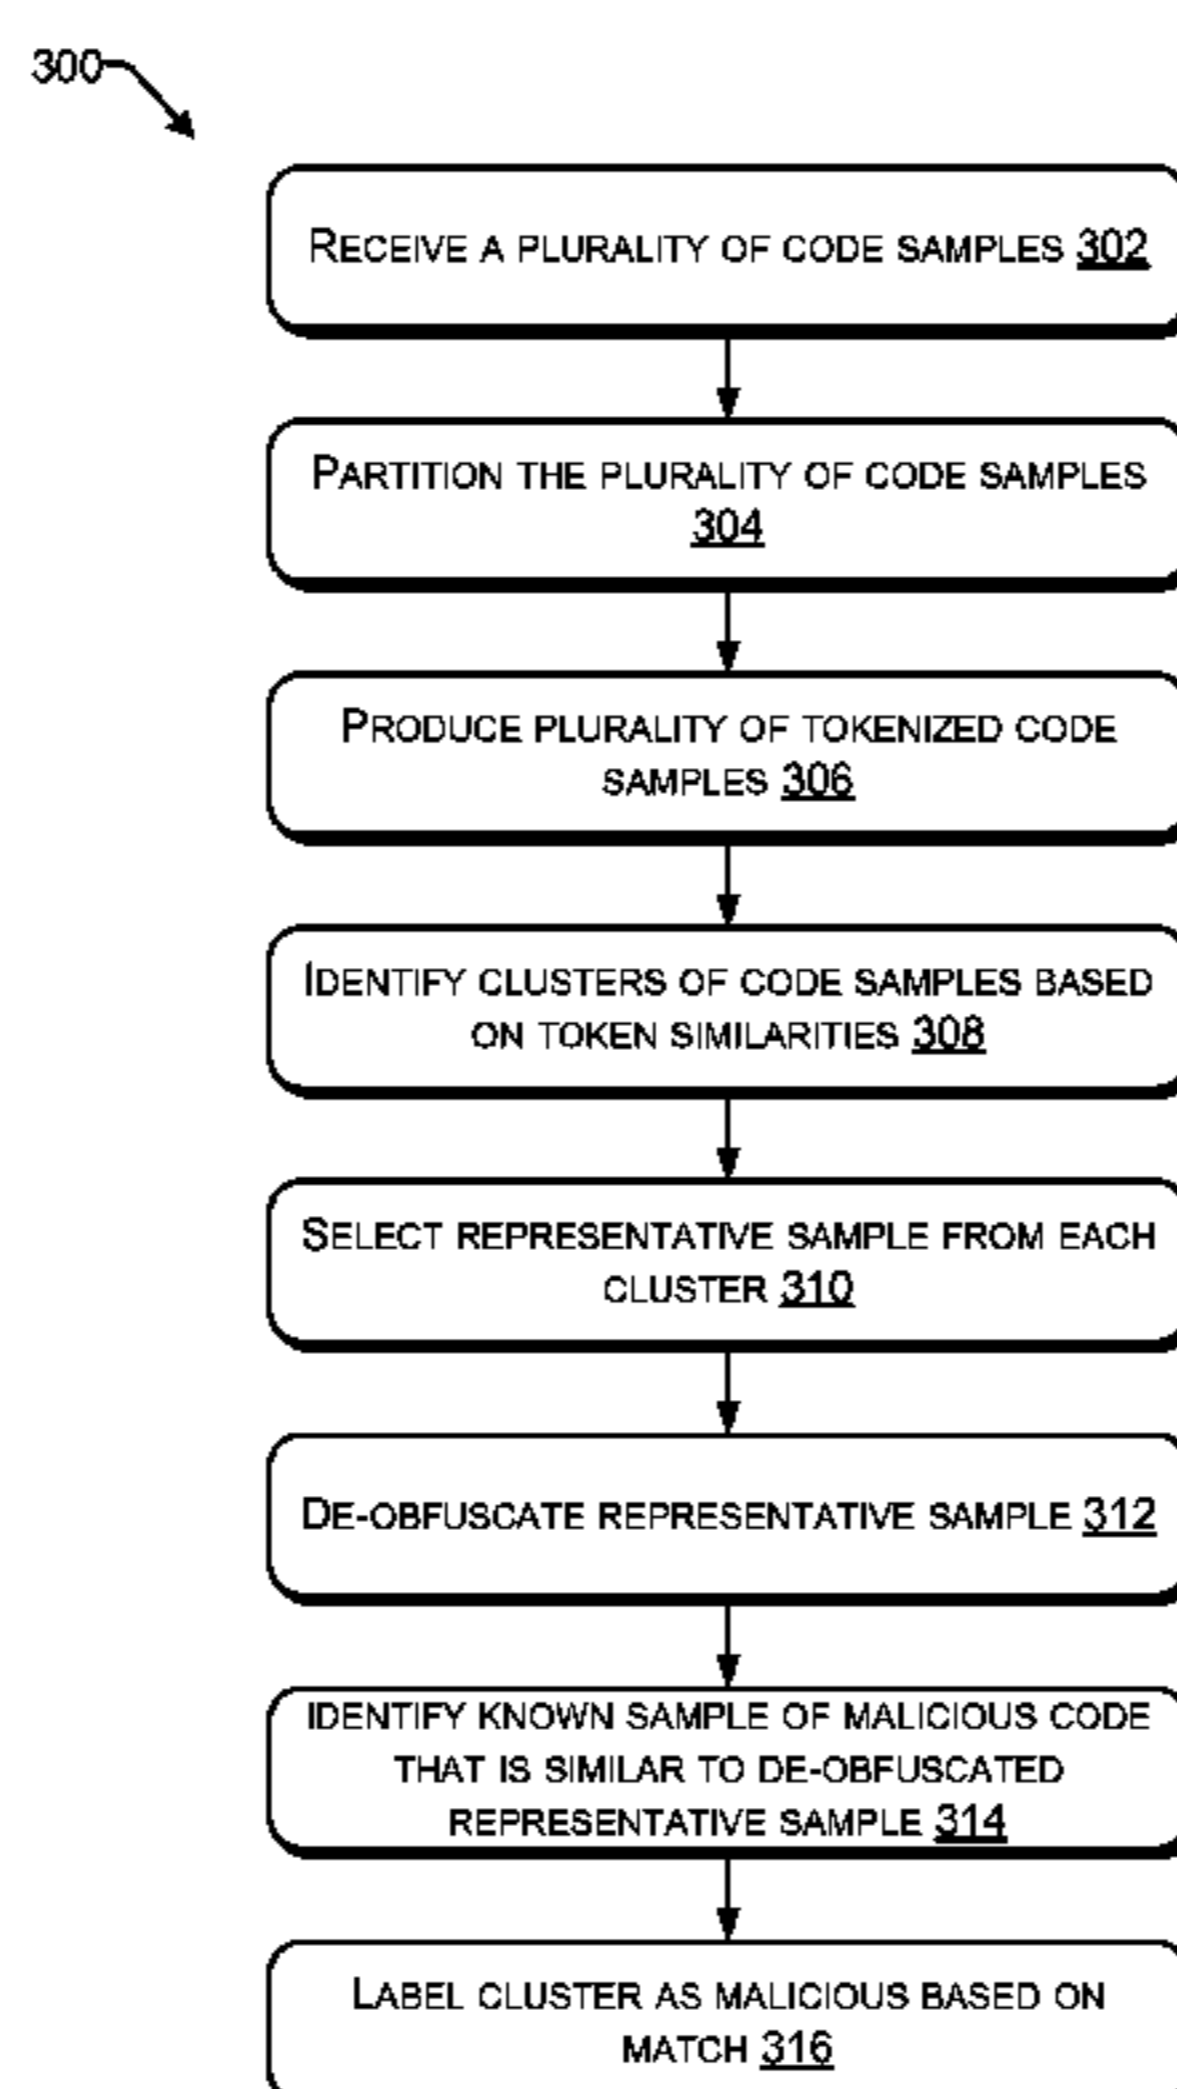 300
RECEIVE A PLURALITY OF CODE SAMPLES 302
PARTITION THE PLURALITY OF CODE SAMPLES
304
PRODUCE PLURALITY OF TOKENIZED CODE
SAMPLES 306
IDENTIFY CLUSTERS OF CODE SAMPLES BASED
ON TOKEN SIMILARITIES 308
SELECT REPRESENTATIVE SAMPLE FROM EACH
CLUSTER 310
DE-OBFUSCATE REPRESENTATIVE SAMPLE 312
IDENTIFY KNOWN SAMPLE OF MALICIOUS CODE
THAT IS SIMILAR TO DE-OBFUSCATED
REPRESENTATIVE SAMPLE 314
LABEL CLUSTER AS MALICIOUS BASED ON
MATCH 316